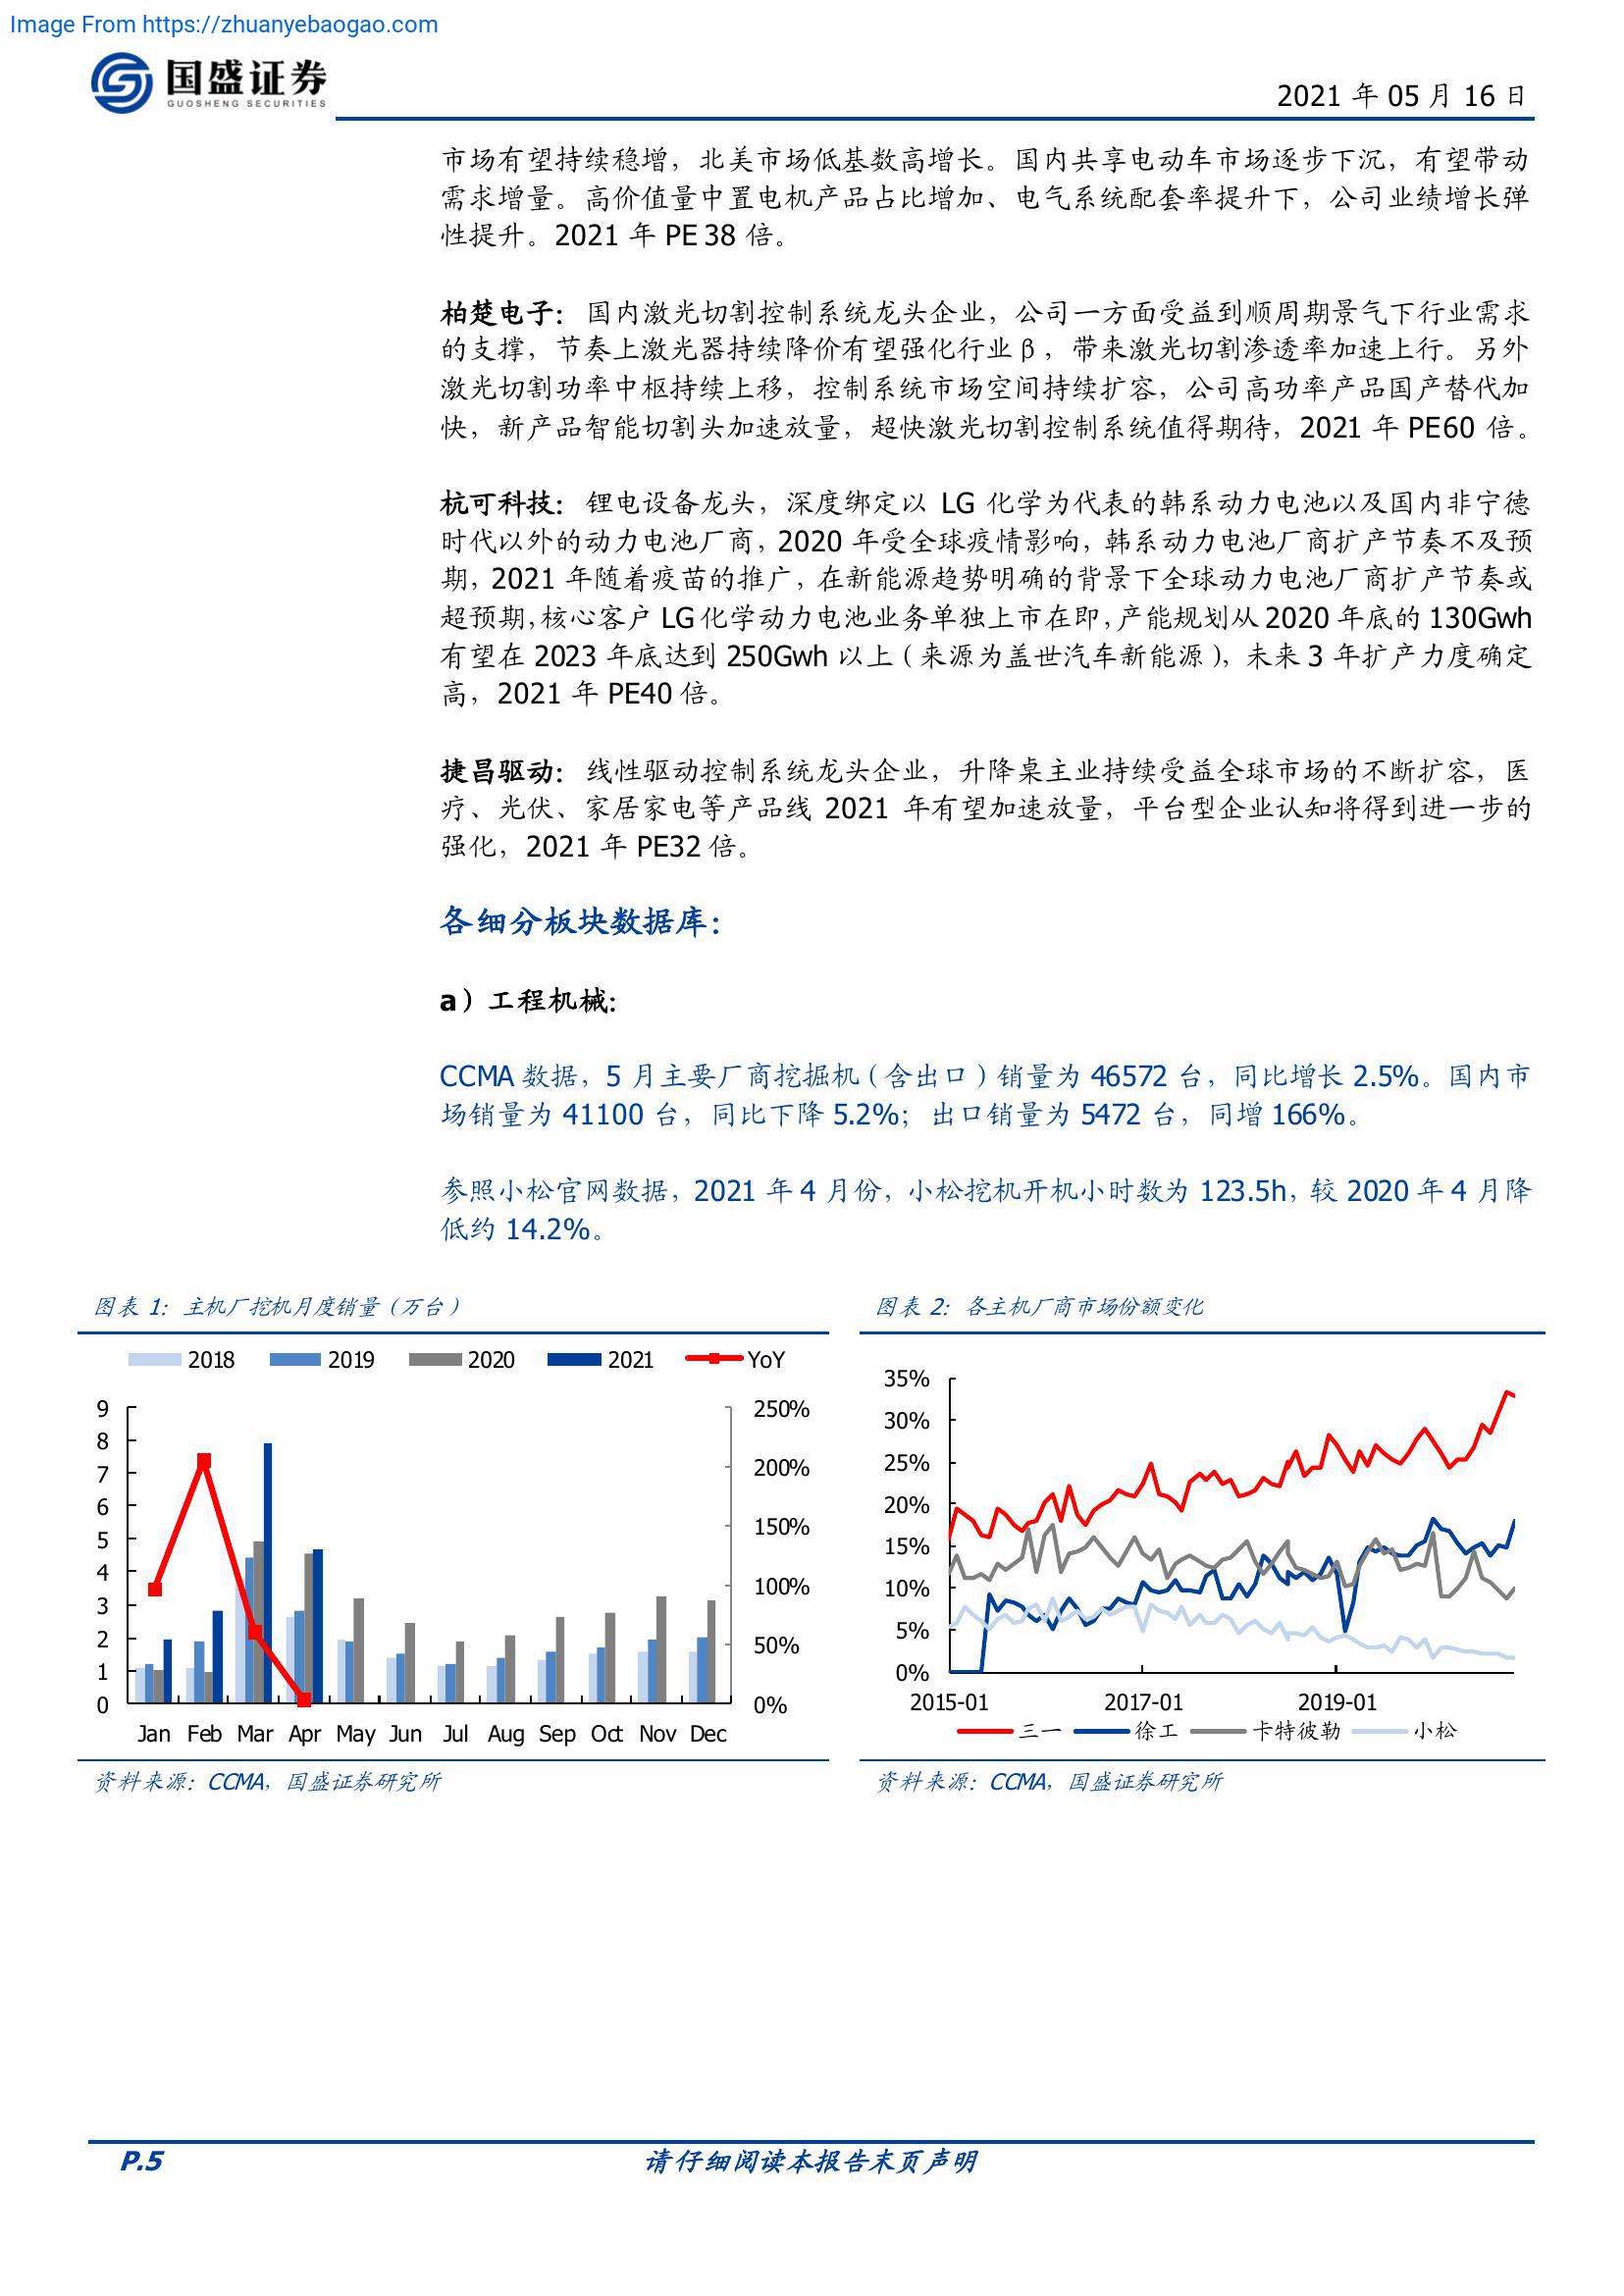 Image From https://zhuanyebaogao.com
国盛证券
GUOSHENG SECURITIES
2021 年 05 月 16 日
市场有望持续稳增，北美市场低基数高增长。国内共享电动车市场逐步下沉，有望带动
需求增量。高价值量中置电机产品占比增加、电气系统配套率提升下，公司业绩增长弹
性提升。2021 年 PE 38 倍。
柏楚电子：国内激光切割控制系统龙头企业，公司一方面受益到顺周期景气下行业需求
的支撑，节奏上激光器持续降价有望强化行业β，带来激光切割渗透率加速上行。另外
激光切割功率中枢持续上移，控制系统市场空间持续扩容，公司高功率产品国产替代加
快，新产品智能切割头加速放量，超快激光切割控制系统值得期待，2021 年 PE60 倍。
杭可科技：锂电设备龙头，深度绑定以 LG 化学为代表的韩系动力电池以及国内非宁德
时代以外的动力电池厂商，2020 年受全球疫情影响，韩系动力电池厂商扩产节奏不及预
期，2021 年随着疫苗的推广，在新能源趋势明确的背景下全球动力电池厂商扩产节奏或
超预期，核心客户 LG 化学动力电池业务单独上市在即，产能规划从 2020 年底的 130Gwh
有望在 2023 年底达到 250Gwh 以上（来源为盖世汽车新能源），未来 3 年扩产力度确定
高，2021 年 PE40 倍。
捷昌驱动：线性驱动控制系统龙头企业，升降桌主业持续受益全球市场的不断扩容，医
疗、光伏、家居家电等产品线 2021 年有望加速放量，平台型企业认知将得到进一步的
强化，2021 年 PE32 倍。
各细分板块数据库：
a）工程机械：
CCMA 数据，5 月主要厂商挖掘机（含出口）销量为 46572 台，同比增长 2.5%。国内市
场销量为 41100 台，同比下降 5.2%；出口销量为 5472 台，同增 166%。
参照小松官网数据，2021 年 4 月份，小松挖机开机小时数为 123.5h，较 2020 年 4 月降
低约 14.2%。
图表 1：主机厂挖机月度销量（万台）
2018 2019 2020 2021 YoY
9 250%
8
7 200%
6
5 150%
4 100%
3
2 50%
1
0 0%
Jan Feb Mar Apr May Jun Jul Aug Sep Oct Nov Dec
资料来源：CCMA，国盛证券研究所
图表 2：各主机厂商市场份额变化
35%
30%
25%
20%
15%
10%
5%
0%
2015-01 2017-01 2019-01
三一 徐工 卡特彼勒 小松
资料来源：CCMA，国盛证券研究所
P.5 请仔细阅读本报告末页声明